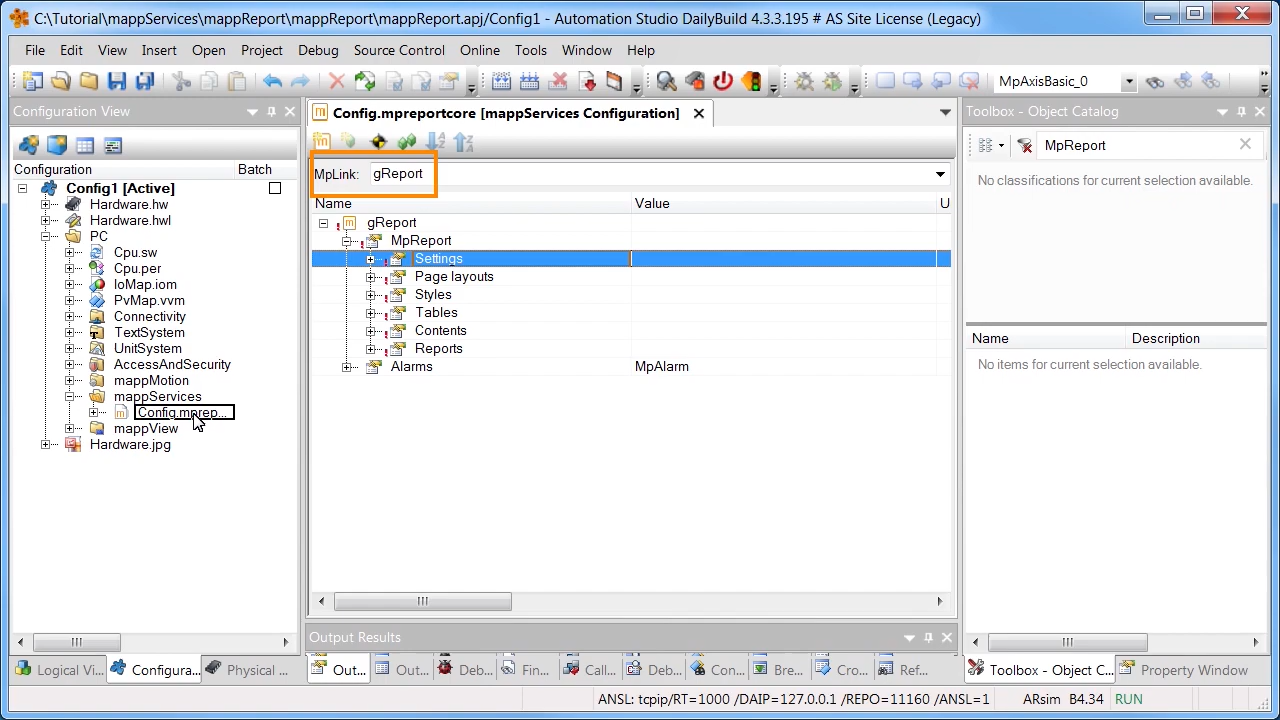 C:\Tutorial\mappServices\mappReport\mappReport\mappReport.apj/Config1 - Automation Studio DailyBuild 4.3.3.195 # AS Site License (Legacy)
File Edit View Insert Open Project Debug Source Control Online Tools Window Help
MpAxisBasic_0
Configuration View
Configuration Batch
Config1 [Active]
Hardware.hw
Hardware.hwl
PC
Cpu.sw
Cpu.per
IoMap.iom
PvMap.vvm
Connectivity
TextSystem
UnitSystem
AccessAndSecurity
mappMotion
mappServices
Config.mprep...
mappView
Hardware.jpg
Logical Vi... Configura... Physical ...
Config.mpreportcore [mappServices Configuration]
MpLink: gReport
Name Value U
gReport
MpReport
Settings
Page layouts
Styles
Tables
Contents
Reports
Alarms MpAlarm
Output Results
Out... Out... Deb... Fin... Call... Deb... Con... Bre... Cro... Ref...
Toolbox - Object Catalog
MpReport
No classifications for current selection available.
Name Description
No items for current selection available.
Toolbox - Object C... Property Window
ANSL: tcpip/RT=1000 /DAIP=127.0.0.1 /REPO=11160 /ANSL=1 ARsim B4.34 RUN